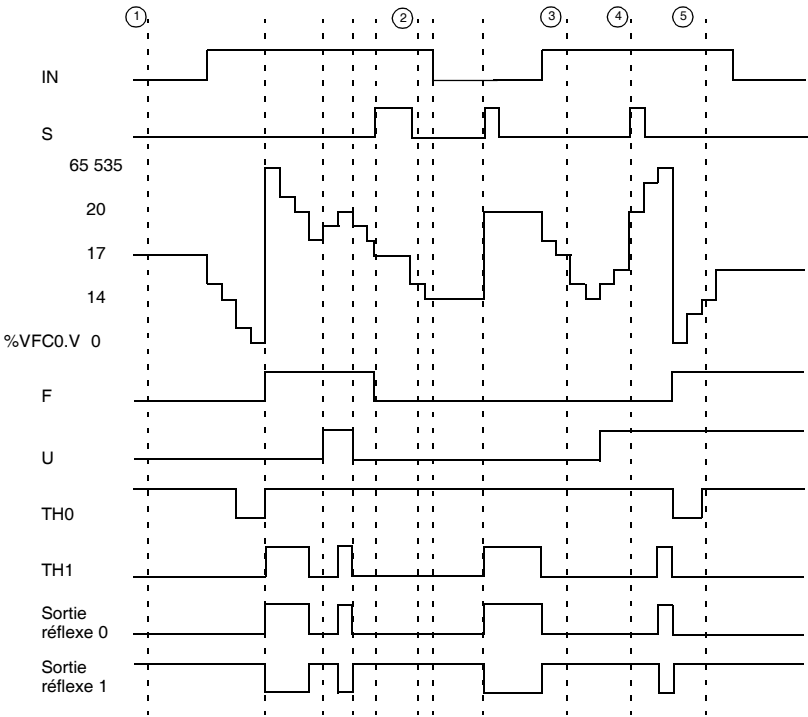 1 2 3 4 5
IN
S
65 535
20
17
14
%VFC0.V 0
F
U
TH0
TH1
Sortie
réflexe 0
Sortie
réflexe 1